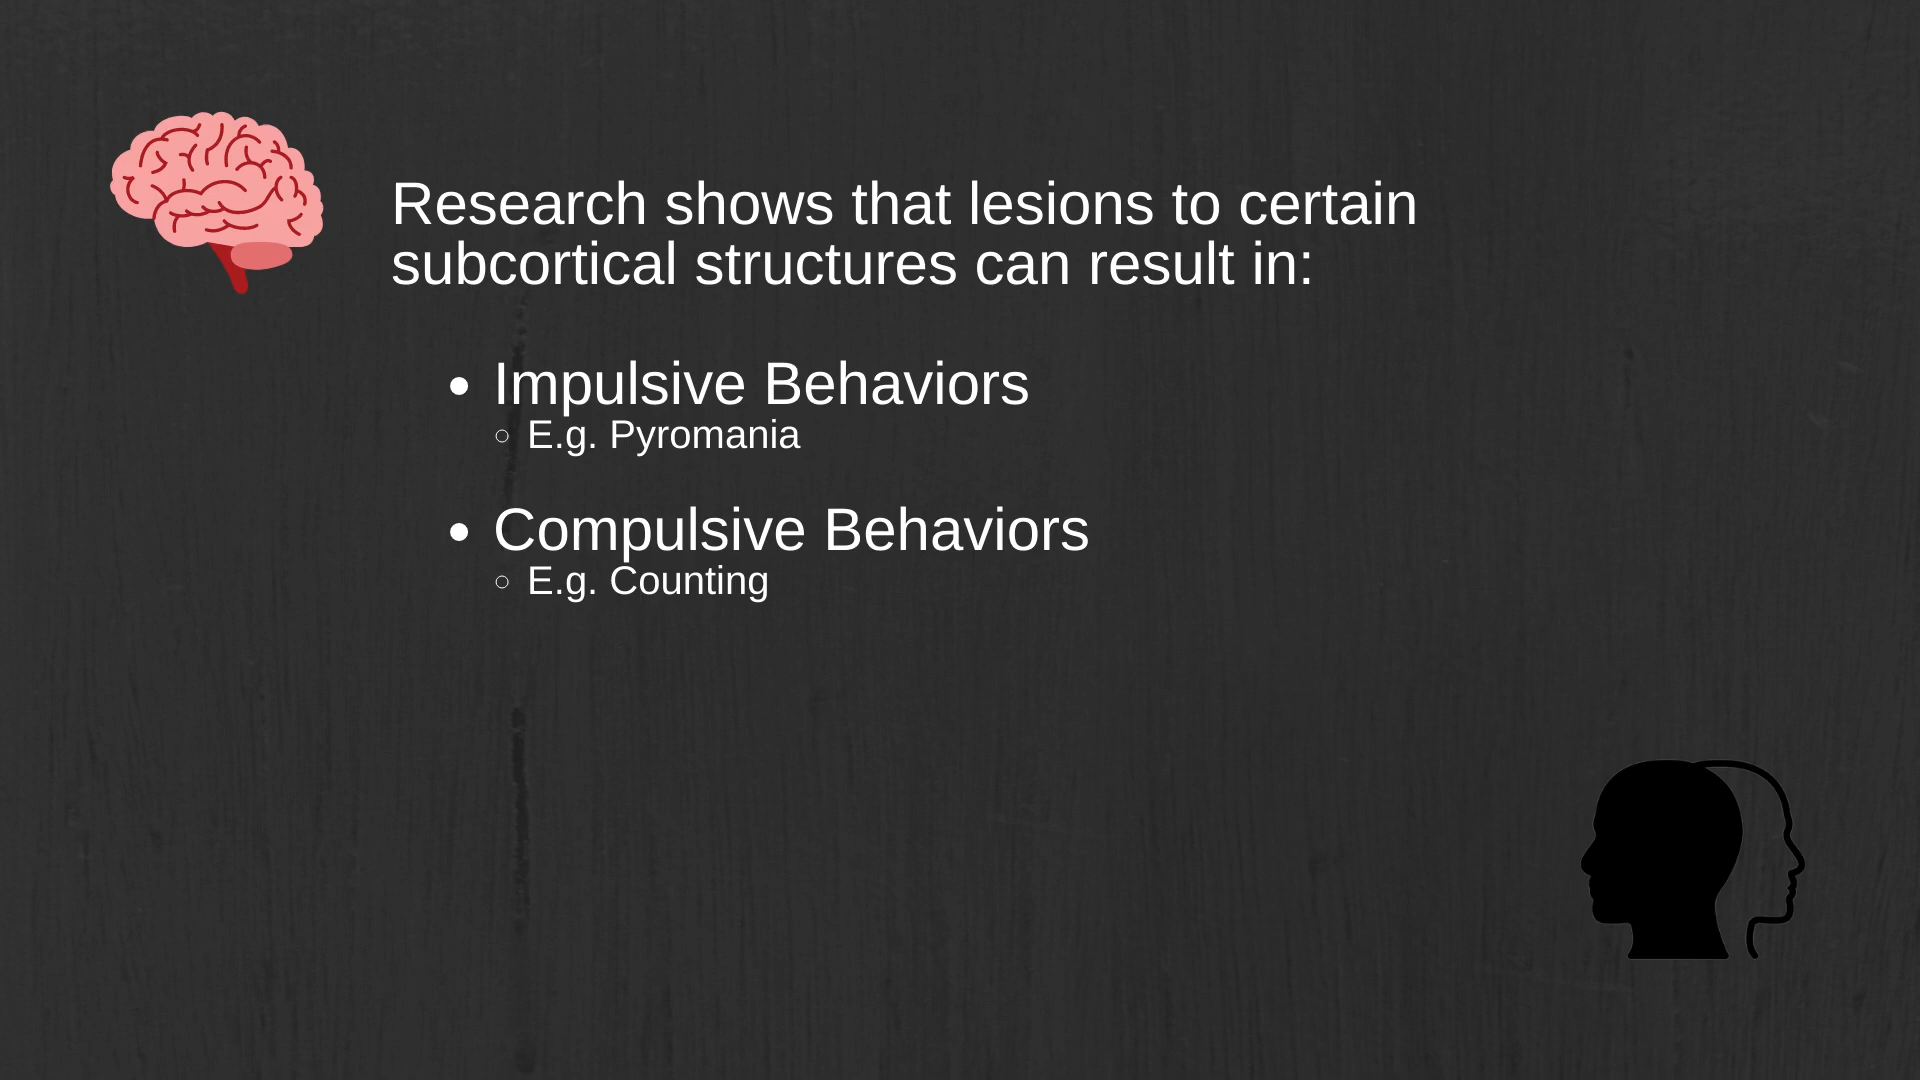 Research shows that lesions to certain
subcortical structures can result in:
• Impulsive Behaviors
○ E.g. Pyromania
• Compulsive Behaviors
○ E.g. Counting